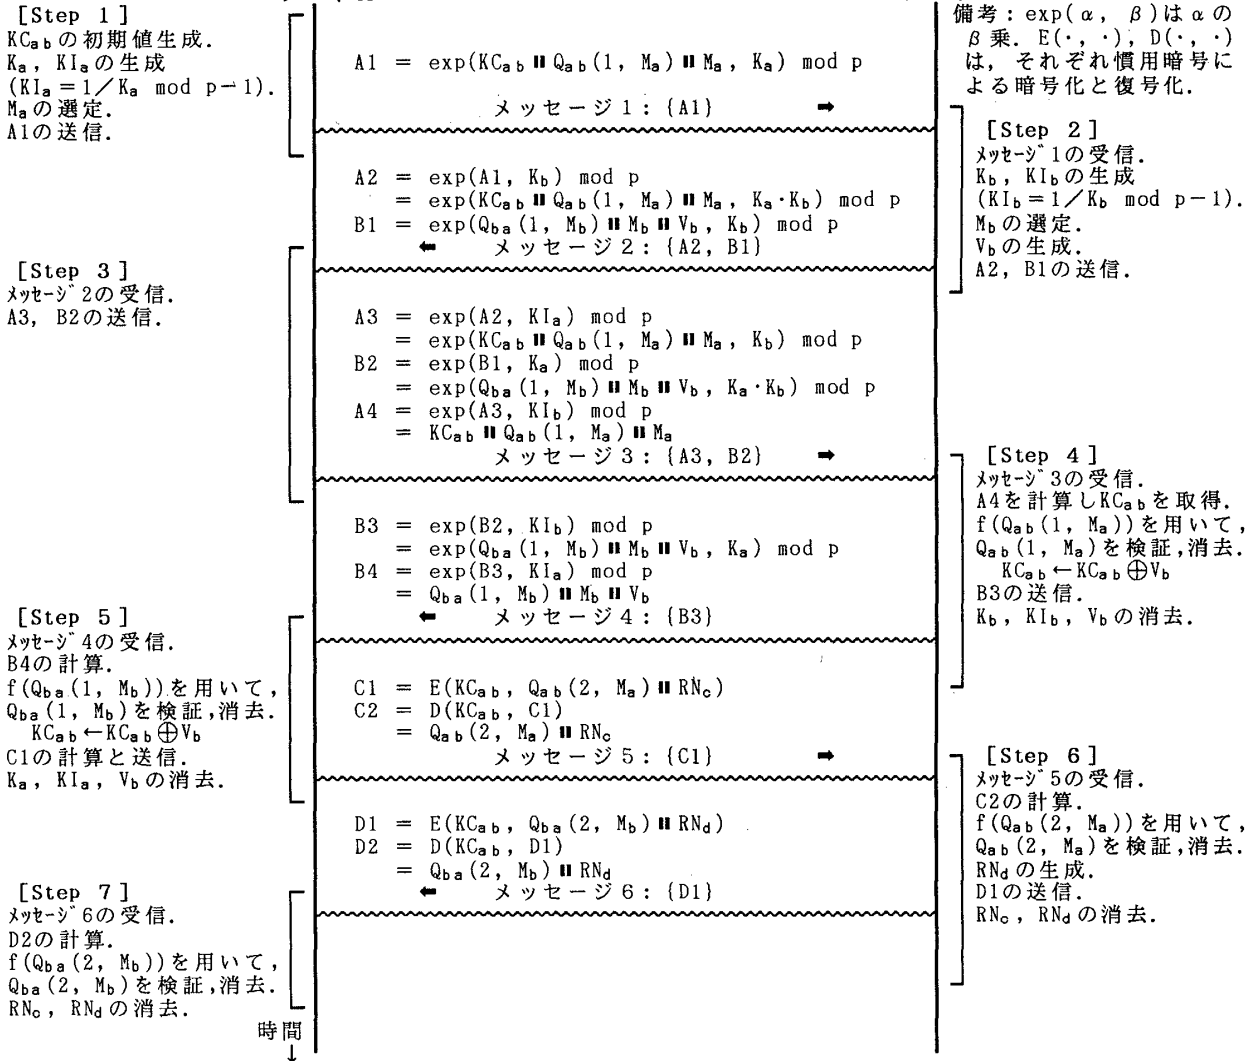 [Step 1]
KCabの初期値生成.
Ka, KIaの生成
(KIa=1/Ka mod p-1).
Maの選定.
A1の送信.
A1 = exp(KCab॥Qab(1, Ma)॥Ma, Ka) mod p
メッセージ1:{A1} ➡
備考:exp(α, β)はαの
β乗. E(・, ・), D(・, ・)
は, それぞれ慣用暗号に
よる暗号化と復号化.
[Step 2]
メッセージ1の受信.
Kb, KIbの生成
(KIb=1/Kb mod p-1).
Mbの選定.
Vbの生成.
A2, B1の送信.
A2 = exp(A1, Kb) mod p
= exp(KCab॥Qab(1, Ma)॥Ma, Ka・Kb) mod p
B1 = exp(Qba(1, Mb)॥Mb॥Vb, Kb) mod p
⬅ メッセージ2:{A2, B1}
[Step 3]
メッセージ2の受信.
A3, B2の送信.
A3 = exp(A2, KIa) mod p
= exp(KCab॥Qab(1, Ma)॥Ma, Kb) mod p
B2 = exp(B1, Ka) mod p
= exp(Qba(1, Mb)॥Mb॥Vb, Ka・Kb) mod p
A4 = exp(A3, KIb) mod p
= KCab॥Qab(1, Ma)॥Ma
メッセージ3:{A3, B2} ➡
[Step 4]
メッセージ3の受信.
A4を計算しKCabを取得.
f(Qab(1, Ma))を用いて,
Qab(1, Ma)を検証,消去.
KCab←KCab⊕Vb
B3の送信.
Kb, KIb, Vbの消去.
B3 = exp(B2, KIb) mod p
= exp(Qba(1, Mb)॥Mb॥Vb, Ka) mod p
B4 = exp(B3, KIa) mod p
= Qba(1, Mb)॥Mb॥Vb
⬅ メッセージ4:{B3}
[Step 5]
メッセージ4の受信.
B4の計算.
f(Qba(1, Mb))を用いて,
Qba(1, Mb)を検証,消去.
KCab←KCab⊕Vb
C1の計算と送信.
Ka, KIa, Vbの消去.
C1 = E(KCab, Qab(2, Ma)॥RNc)
C2 = D(KCab, C1)
= Qab(2, Ma)॥RNc
メッセージ5:{C1} ➡
[Step 6]
メッセージ5の受信.
C2の計算.
f(Qab(2, Ma))を用いて,
Qab(2, Ma)を検証,消去.
RNdの生成.
D1の送信.
RNc, RNdの消去.
D1 = E(KCab, Qba(2, Mb)॥RNd)
D2 = D(KCab, D1)
= Qba(2, Mb)॥RNd
⬅ メッセージ6:{D1}
[Step 7]
メッセージ6の受信.
D2の計算.
f(Qba(2, Mb))を用いて,
Qba(2, Mb)を検証,消去.
RNc, RNdの消去.
時間
↓